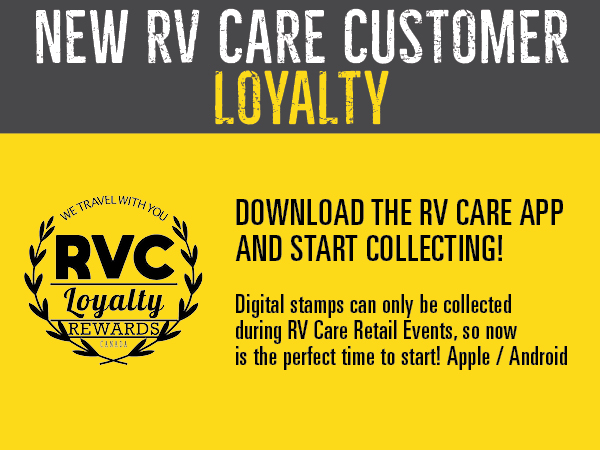 NEW RV CARE CUSTOMER
LOYALTY
WE TRAVEL WITH YOU
RVC
Loyalty
REWARDS
CANADA
DOWNLOAD THE RV CARE APP
AND START COLLECTING!
Digital stamps can only be collected
during RV Care Retail Events, so now
is the perfect time to start! Apple / Android